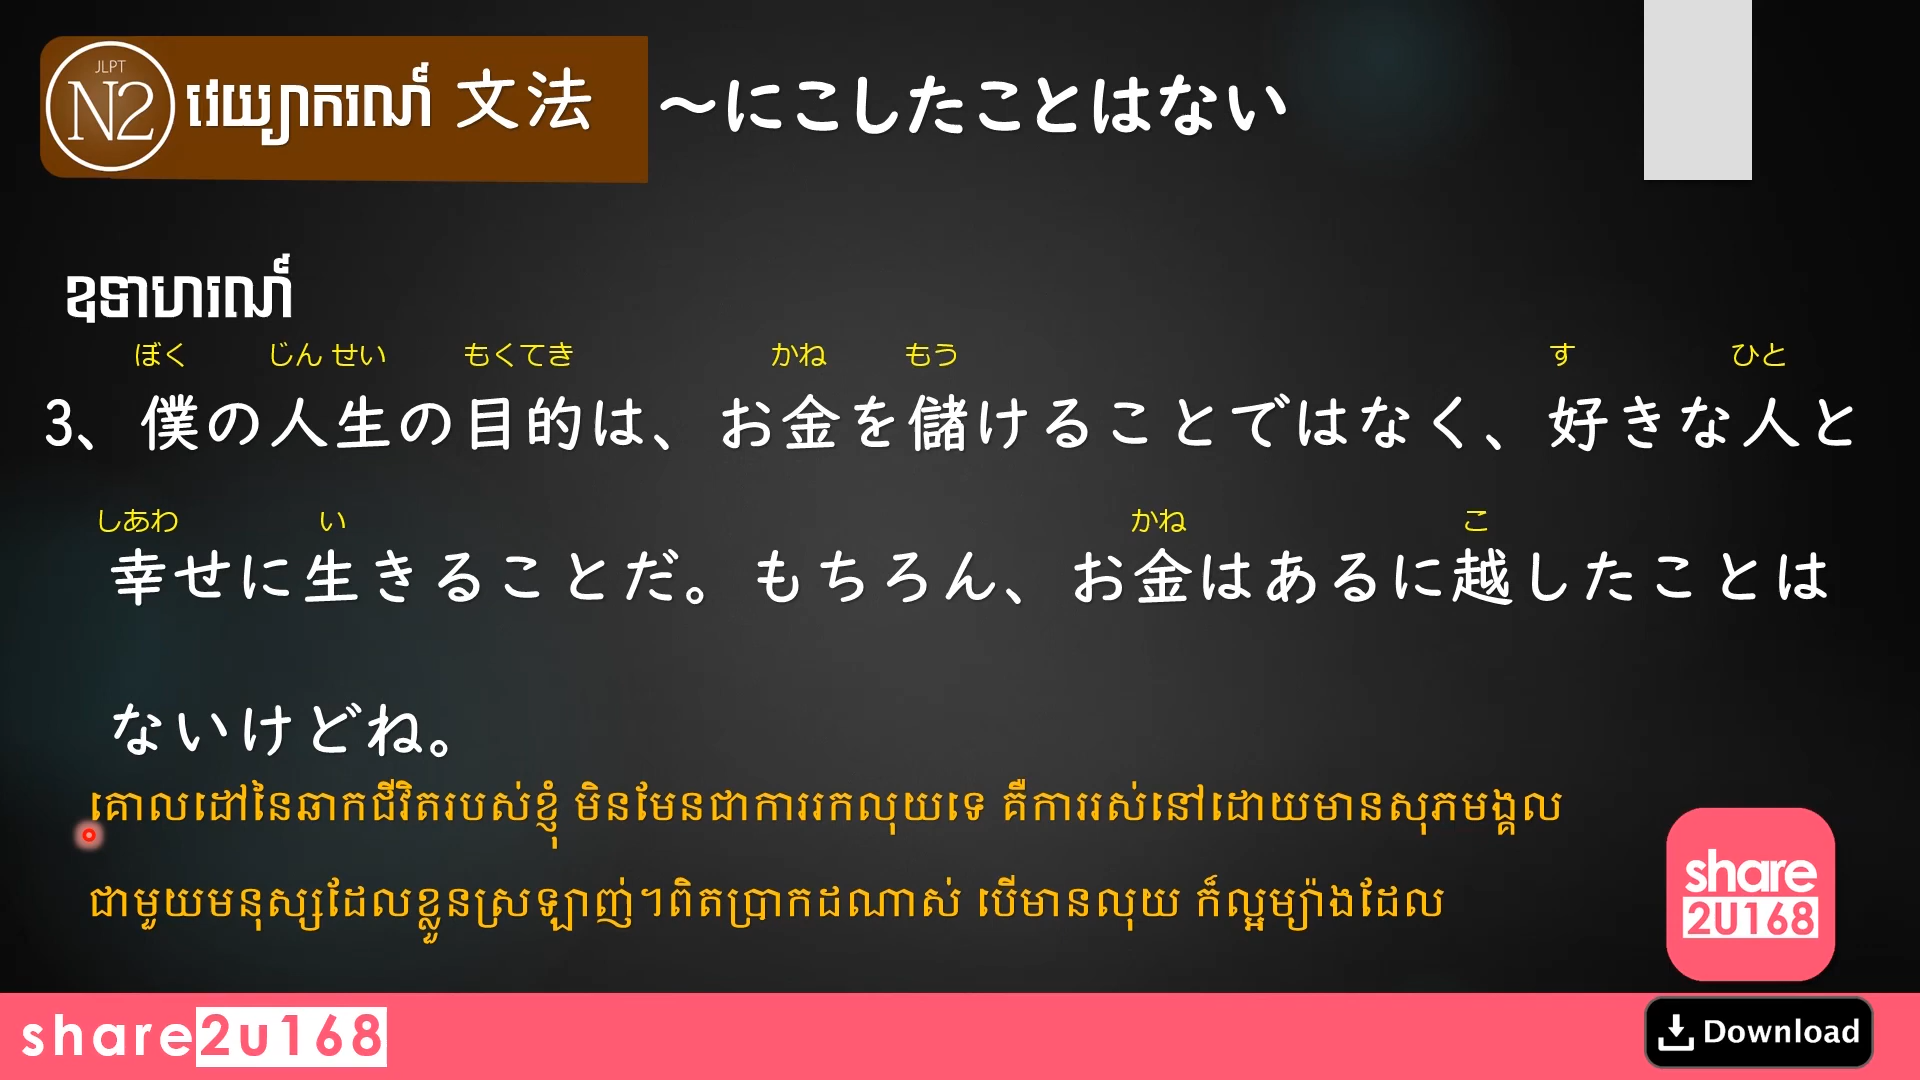 JLPT
N2
វេយ្យាករណ៍ 文法 ～にこしたことはない
ឧទាហរណ៍
ぼく じん せい もくてき かね もう す ひと
3、僕の人生の目的は、お金を儲けることではなく、好きな人と
しあわ い かね こ
幸せに生きることだ。もちろん、お金はあるに越したことは
ないけどね。
គោលដៅនៃឆាកជីវិតរបស់ខ្ញុំ មិនមែនជាការរកលុយទេ គឺការរស់នៅដោយមានសុភមង្គល
ជាមួយមនុស្សដែលខ្លួនស្រឡាញ់។ពិតប្រាកដណាស់ បើមានលុយ ក៏ល្អម្យ៉ាងដែល
share
2U168
share2u168
Download